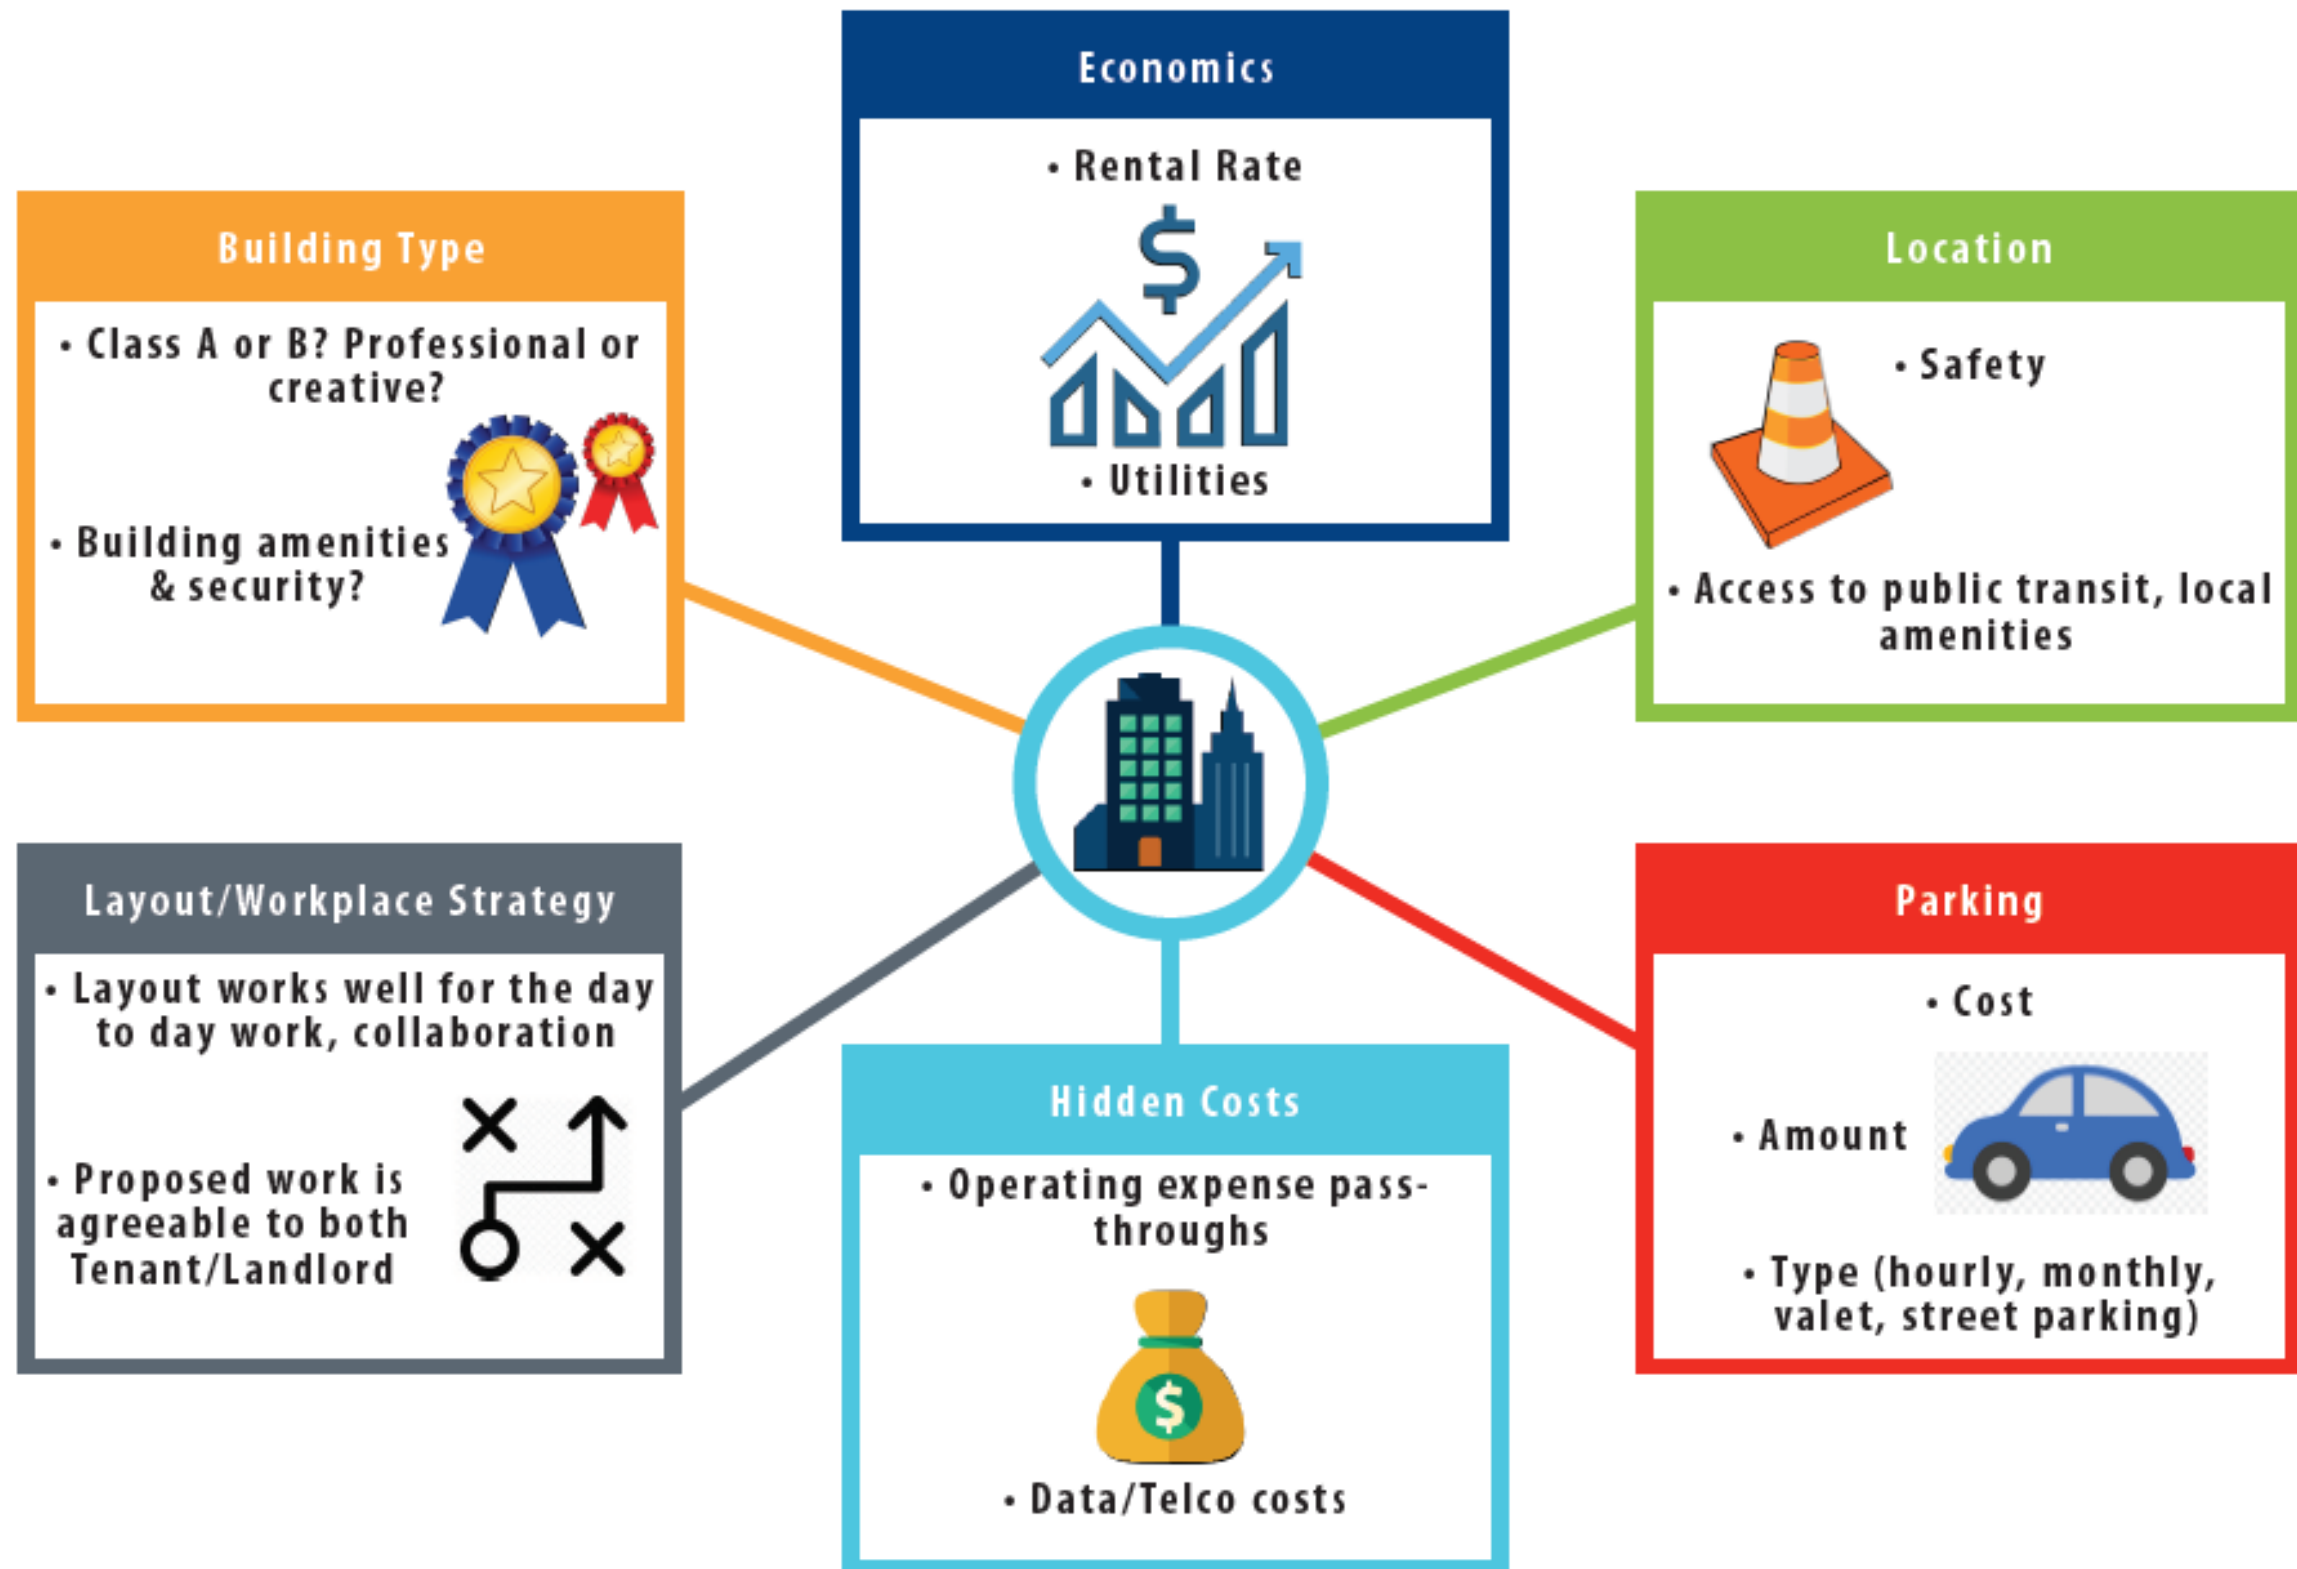 Economics
• Rental Rate
$
• Utilities
Building Type
• Class A or B? Professional or
creative?
• Building amenities
& security?
Location
• Safety
• Access to public transit, local
amenities
Layout/Workplace Strategy
• Layout works well for the day
to day work, collaboration
• Proposed work is
agreeable to both
Tenant/Landlord
Hidden Costs
• Operating expense pass-
throughs
$
• Data/Telco costs
Parking
• Cost
• Amount
• Type (hourly, monthly,
valet, street parking)